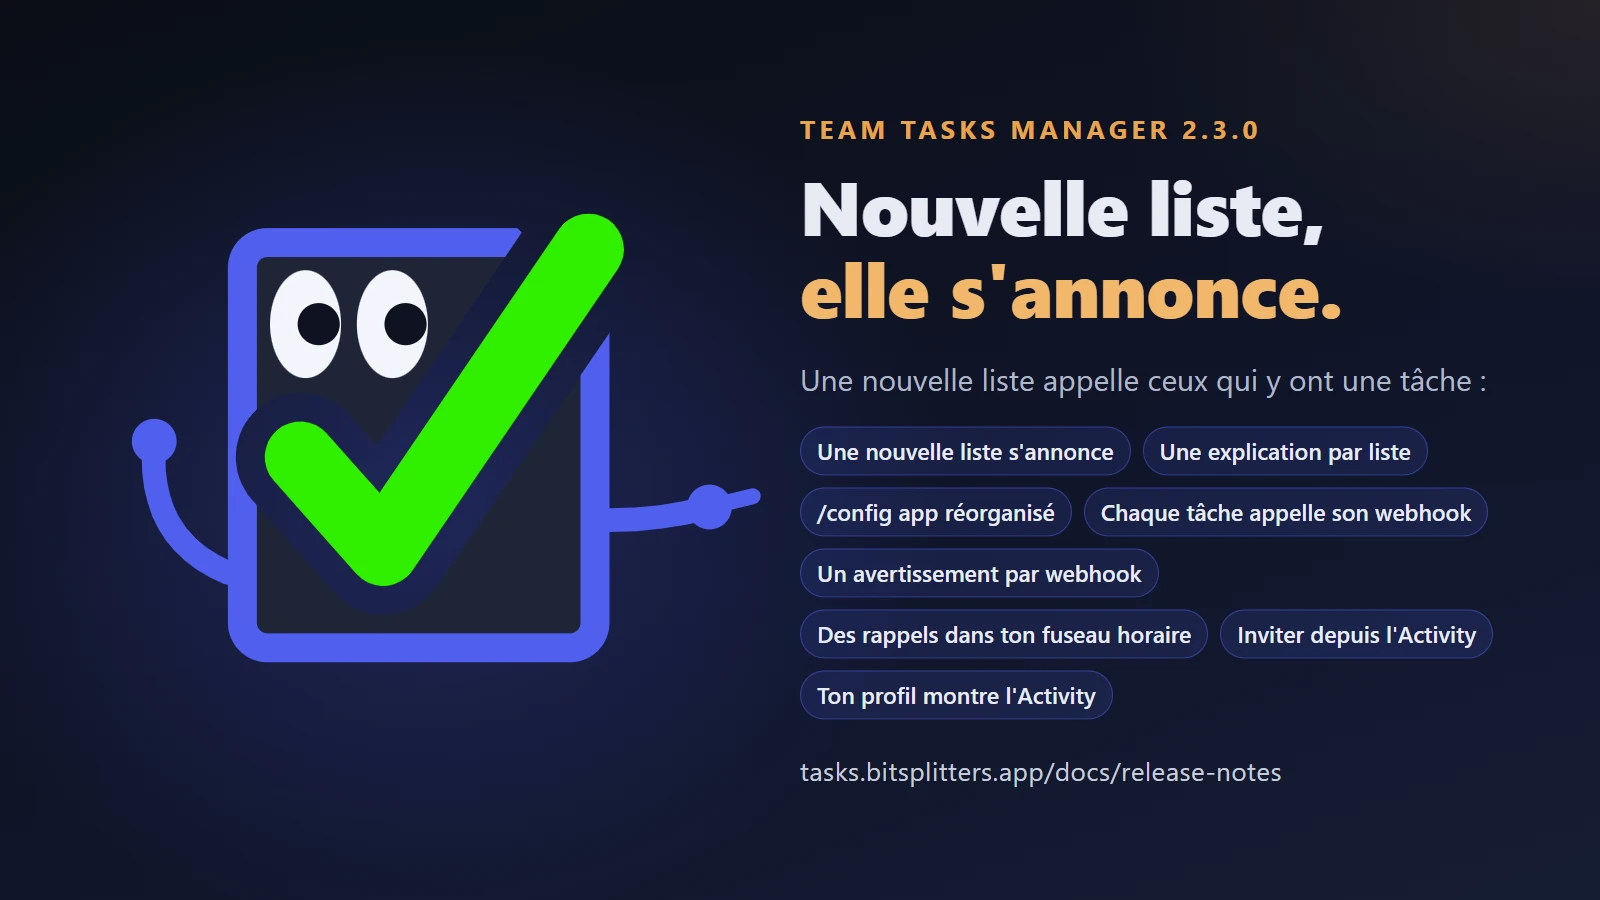 TEAM TASKS MANAGER 2.3.0
Nouvelle liste,
elle s'annonce.
Une nouvelle liste appelle ceux qui y ont une tâche :
Une nouvelle liste s'annonce
Une explication par liste
/config app réorganisé
Chaque tâche appelle son webhook
Un avertissement par webhook
Des rappels dans ton fuseau horaire
Inviter depuis l'Activity
Ton profil montre l'Activity
tasks.bitsplitters.app/docs/release-notes